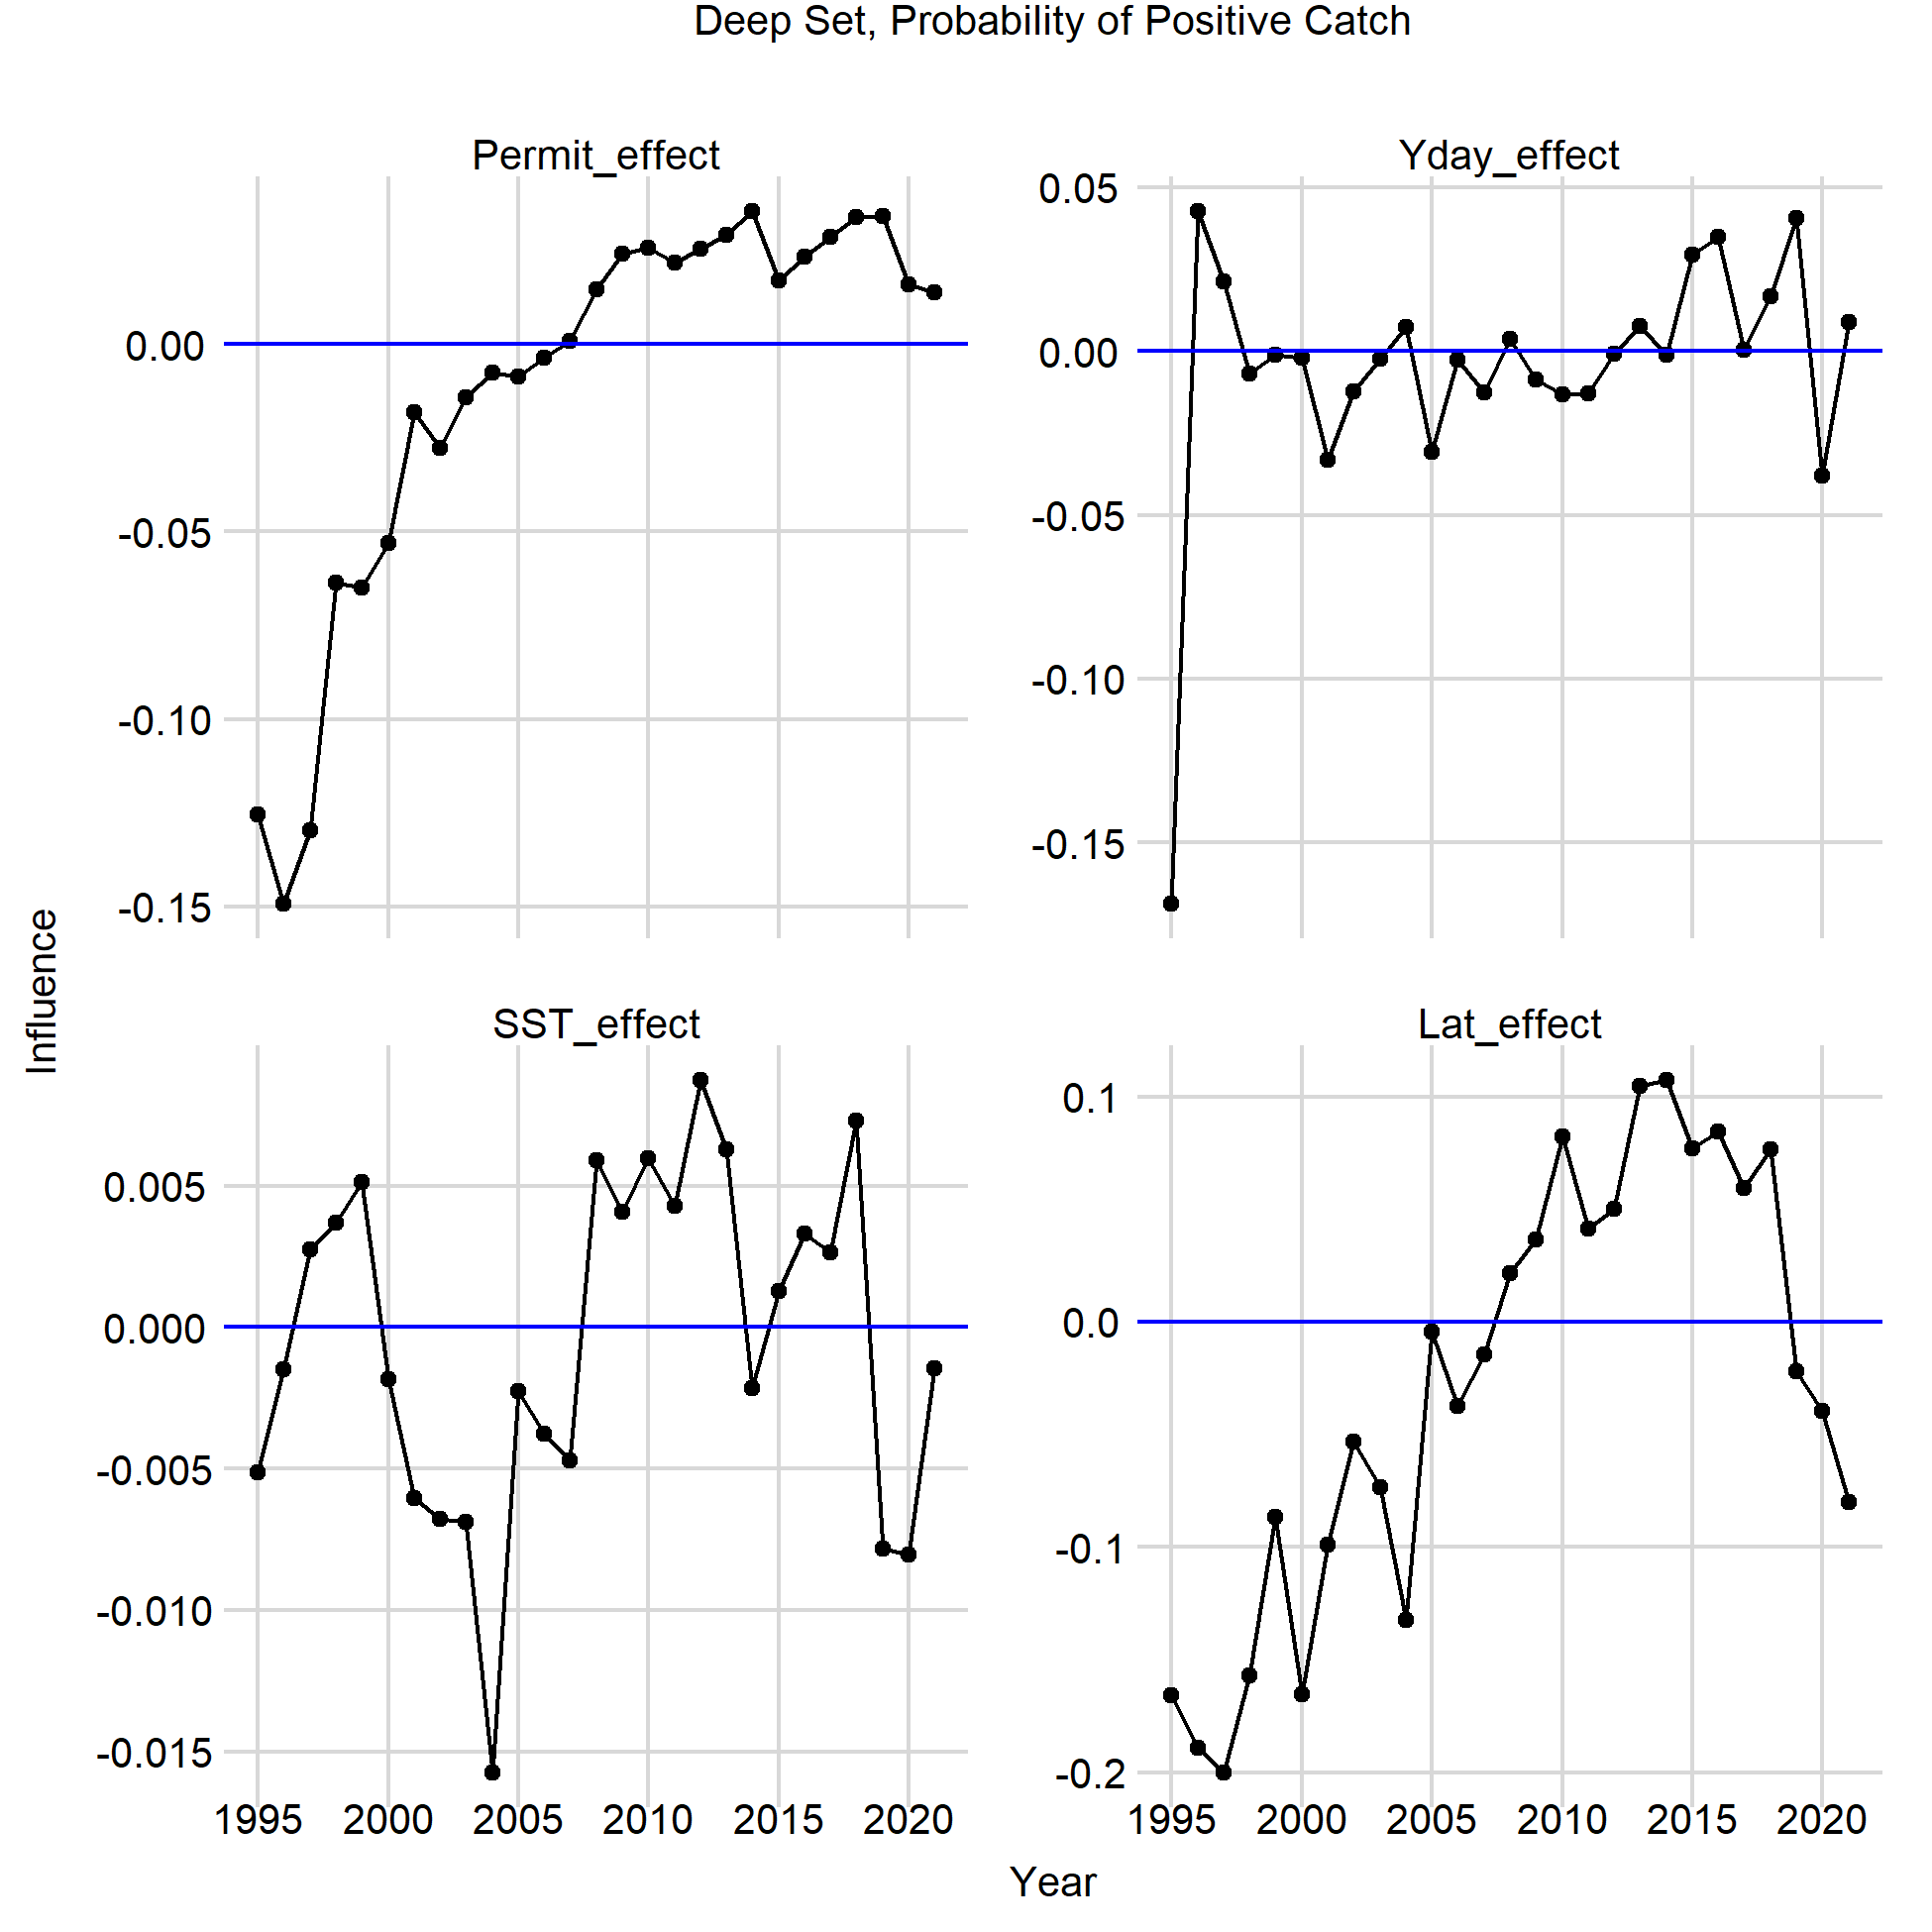 Deep Set, Probability of Positive Catch
Permit_effect
Yday_effect
0.00
-0.05
-0.10
-0.15
0.05
0.00
-0.05
-0.10
-0.15
Influence
SST_effect
Lat_effect
0.005
0.000
-0.005
-0.010
-0.015
0.1
0.0
-0.1
-0.2
1995 2000 2005 2010 2015 2020
1995 2000 2005 2010 2015 2020
Year